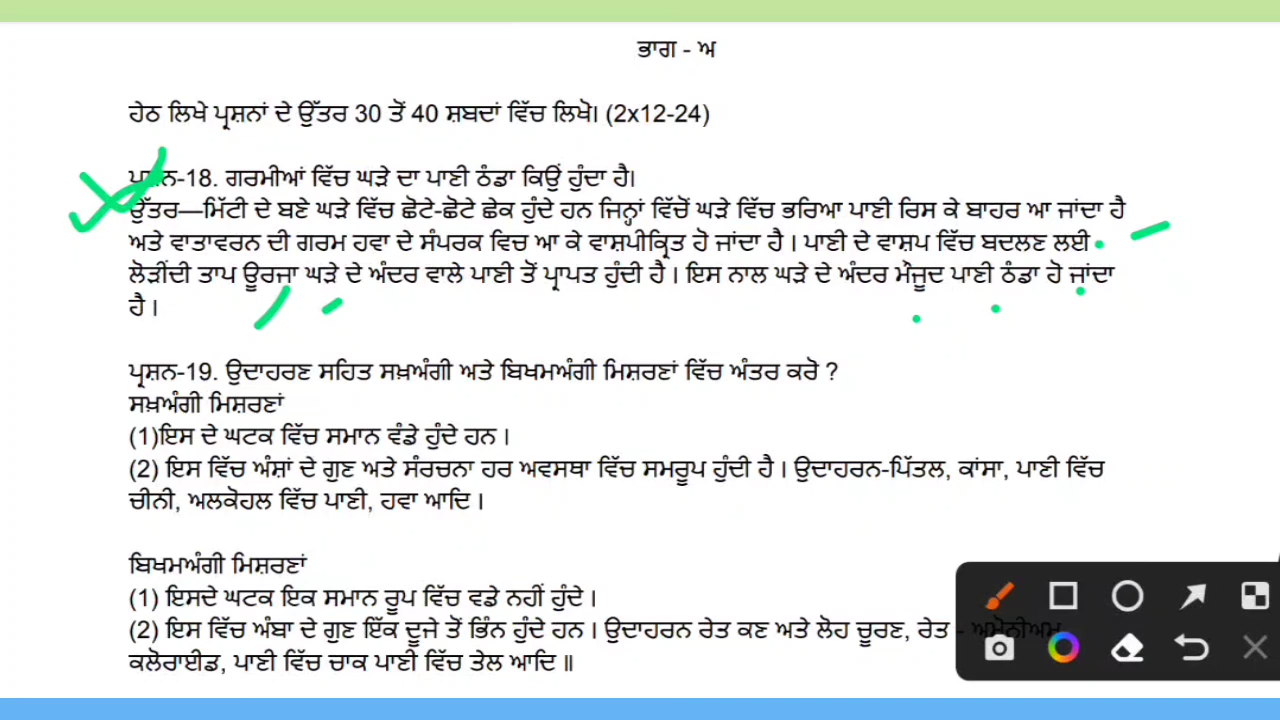 ਭਾਗ - ਅ
ਹੇਠ ਲਿਖੇ ਪ੍ਰਸ਼ਨਾਂ ਦੇ ਉੱਤਰ 30 ਤੋਂ 40 ਸ਼ਬਦਾਂ ਵਿੱਚ ਲਿਖੋ। (2x12-24)
ਪ੍ਰਸ਼ਨ-18. ਗਰਮੀਆਂ ਵਿੱਚ ਘੜੇ ਦਾ ਪਾਣੀ ਠੰਡਾ ਕਿਉਂ ਹੁੰਦਾ ਹੈ।
ਉੱਤਰ—ਮਿੱਟੀ ਦੇ ਬਣੇ ਘੜੇ ਵਿੱਚ ਛੋਟੇ-ਛੋਟੇ ਛੇਕ ਹੁੰਦੇ ਹਨ ਜਿਨ੍ਹਾਂ ਵਿੱਚੋਂ ਘੜੇ ਵਿੱਚ ਭਰਿਆ ਪਾਣੀ ਰਿਸ ਕੇ ਬਾਹਰ ਆ ਜਾਂਦਾ ਹੈ
ਅਤੇ ਵਾਤਾਵਰਨ ਦੀ ਗਰਮ ਹਵਾ ਦੇ ਸੰਪਰਕ ਵਿਚ ਆ ਕੇ ਵਾਸ਼ਪੀਕ੍ਰਿਤ ਹੋ ਜਾਂਦਾ ਹੈ । ਪਾਣੀ ਦੇ ਵਾਸ਼ਪ ਵਿੱਚ ਬਦਲਣ ਲਈ
ਲੋੜੀਂਦੀ ਤਾਪ ਊਰਜਾ ਘੜੇ ਦੇ ਅੰਦਰ ਵਾਲੇ ਪਾਣੀ ਤੋਂ ਪ੍ਰਾਪਤ ਹੁੰਦੀ ਹੈ । ਇਸ ਨਾਲ ਘੜੇ ਦੇ ਅੰਦਰ ਮੌਜੂਦ ਪਾਣੀ ਠੰਡਾ ਹੋ ਜਾਂਦਾ
ਹੈ ।
ਪ੍ਰਸ਼ਨ-19. ਉਦਾਹਰਣ ਸਹਿਤ ਸਖ਼ਅੰਗੀ ਅਤੇ ਬਿਖਮਅੰਗੀ ਮਿਸ਼ਰਣਾਂ ਵਿੱਚ ਅੰਤਰ ਕਰੋ ?
ਸਖ਼ਅੰਗੀ ਮਿਸ਼ਰਣਾਂ
(1)ਇਸ ਦੇ ਘਟਕ ਵਿੱਚ ਸਮਾਨ ਵੰਡੇ ਹੁੰਦੇ ਹਨ ।
(2) ਇਸ ਵਿੱਚ ਅੰਸ਼ਾਂ ਦੇ ਗੁਣ ਅਤੇ ਸੰਰਚਨਾ ਹਰ ਅਵਸਥਾ ਵਿੱਚ ਸਮਰੂਪ ਹੁੰਦੀ ਹੈ । ਉਦਾਹਰਨ-ਪਿੱਤਲ, ਕਾਂਸਾ, ਪਾਣੀ ਵਿੱਚ
ਚੀਨੀ, ਅਲਕੋਹਲ ਵਿੱਚ ਪਾਣੀ, ਹਵਾ ਆਦਿ ।
ਬਿਖਮਅੰਗੀ ਮਿਸ਼ਰਣਾਂ
(1) ਇਸਦੇ ਘਟਕ ਇਕ ਸਮਾਨ ਰੂਪ ਵਿੱਚ ਵਡੇ ਨਹੀਂ ਹੁੰਦੇ ।
(2) ਇਸ ਵਿੱਚ ਅੰਬਾ ਦੇ ਗੁਣ ਇੱਕ ਦੂਜੇ ਤੋਂ ਭਿੰਨ ਹੁੰਦੇ ਹਨ । ਉਦਾਹਰਨ ਰੇਤ ਕਣ ਅਤੇ ਲੋਹ ਚੂਰਣ, ਰੇਤ - ਅਮੋਨੀਅਮ
ਕਲੋਰਾਈਡ, ਪਾਣੀ ਵਿੱਚ ਚਾਕ ਪਾਣੀ ਵਿੱਚ ਤੇਲ ਆਦਿ ॥